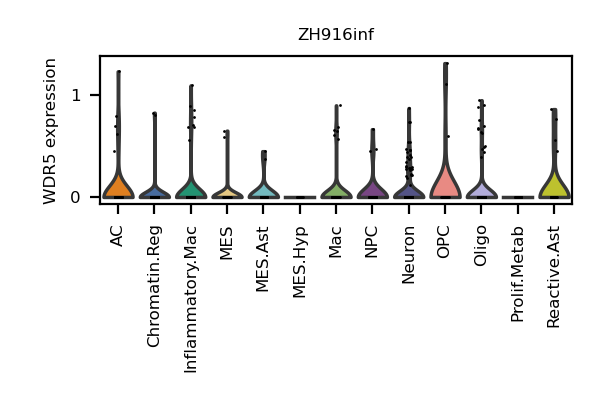 ZH916inf
WDR5 expression
1
0
AC
Chromatin.Reg
Inflammatory.Mac
MES
MES.Ast
MES.Hyp
Mac
NPC
Neuron
OPC
Oligo
Prolif.Metab
Reactive.Ast